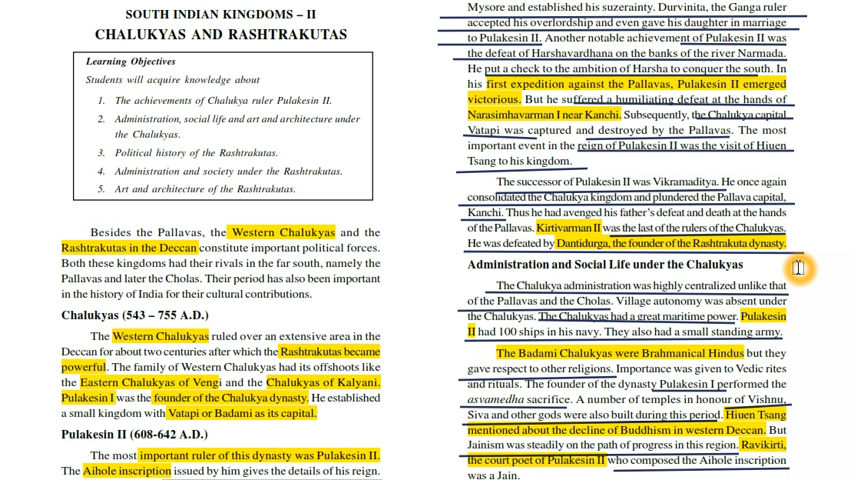 SOUTH INDIAN KINGDOMS – II
CHALUKYAS AND RASHTRAKUTAS
Learning Objectives
Students will acquire knowledge about
1. The achievements of Chalukya ruler Pulakesin II.
2. Administration, social life and art and architecture under
the Chalukyas.
3. Political history of the Rashtrakutas.
4. Administration and society under the Rashtrakutas.
5. Art and architecture of the Rashtrakutas.
Besides the Pallavas, the Western Chalukyas and the
Rashtrakutas in the Deccan constitute important political forces.
Both these kingdoms had their rivals in the far south, namely the
Pallavas and later the Cholas. Their period has also been important
in the history of India for their cultural contributions.
Chalukyas (543 – 755 A.D.)
The Western Chalukyas ruled over an extensive area in the
Deccan for about two centuries after which the Rashtrakutas became
powerful. The family of Western Chalukyas had its offshoots like
the Eastern Chalukyas of Vengi and the Chalukyas of Kalyani.
Pulakesin I was the founder of the Chalukya dynasty. He established
a small kingdom with Vatapi or Badami as its capital.
Pulakesin II (608-642 A.D.)
The most important ruler of this dynasty was Pulakesin II.
The Aihole inscription issued by him gives the details of his reign.
Mysore and established his suzerainty. Durvinita, the Ganga ruler
accepted his overlordship and even gave his daughter in marriage
to Pulakesin II. Another notable achievement of Pulakesin II was
the defeat of Harshavardhana on the banks of the river Narmada.
He put a check to the ambition of Harsha to conquer the south. In
his first expedition against the Pallavas, Pulakesin II emerged
victorious. But he suffered a humiliating defeat at the hands of
Narasimhavarman I near Kanchi. Subsequently, the Chalukya capital
Vatapi was captured and destroyed by the Pallavas. The most
important event in the reign of Pulakesin II was the visit of Hiuen
Tsang to his kingdom.
The successor of Pulakesin II was Vikramaditya. He once again
consolidated the Chalukya kingdom and plundered the Pallava capital,
Kanchi. Thus he had avenged his father's defeat and death at the hands
of the Pallavas. Kirtivarman II was the last of the rulers of the Chalukyas.
He was defeated by Dantidurga, the founder of the Rashtrakuta dynasty.
Administration and Social Life under the Chalukyas
The Chalukya administration was highly centralized unlike that
of the Pallavas and the Cholas. Village autonomy was absent under
the Chalukyas. The Chalukyas had a great maritime power. Pulakesin
II had 100 ships in his navy. They also had a small standing army.
The Badami Chalukyas were Brahmanical Hindus but they
gave respect to other religions. Importance was given to Vedic rites
and rituals. The founder of the dynasty Pulakesin I performed the
asvamedha sacrifice. A number of temples in honour of Vishnu,
Siva and other gods were also built during this period. Hiuen Tsang
mentioned about the decline of Buddhism in western Deccan. But
Jainism was steadily on the path of progress in this region. Ravikirti,
the court poet of Pulakesin II who composed the Aihole inscription
was a Jain.